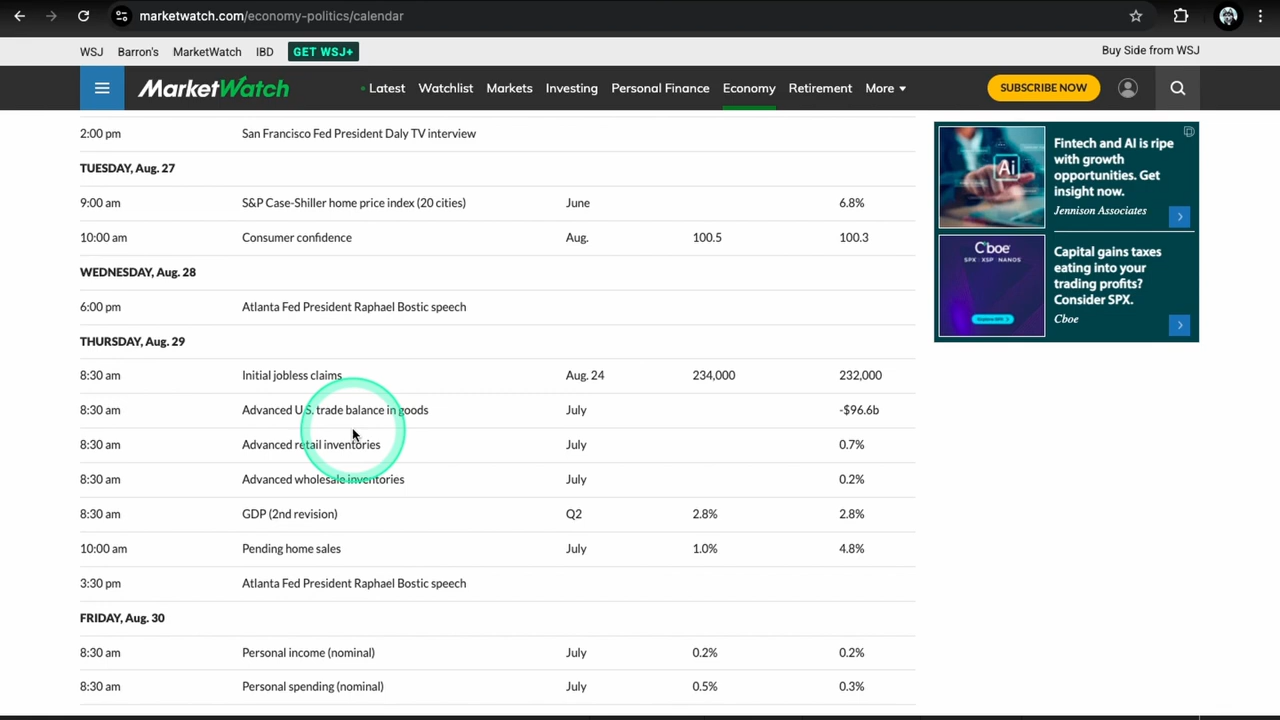 marketwatch.com/economy-politics/calendar
WSJ Barron's MarketWatch IBD GET WSJ+ Buy Side from WSJ
MarketWatch Latest Watchlist Markets Investing Personal Finance Economy Retirement More SUBSCRIBE NOW
2:00 pm San Francisco Fed President Daly TV interview
TUESDAY, Aug. 27
9:00 am S&P Case-Shiller home price index (20 cities) June 6.8%
10:00 am Consumer confidence Aug. 100.5 100.3
WEDNESDAY, Aug. 28
6:00 pm Atlanta Fed President Raphael Bostic speech
THURSDAY, Aug. 29
8:30 am Initial jobless claims Aug. 24 234,000 232,000
8:30 am Advanced U.S. trade balance in goods July -$96.6b
8:30 am Advanced retail inventories July 0.7%
8:30 am Advanced wholesale inventories July 0.2%
8:30 am GDP (2nd revision) Q2 2.8% 2.8%
10:00 am Pending home sales July 1.0% 4.8%
3:30 pm Atlanta Fed President Raphael Bostic speech
FRIDAY, Aug. 30
8:30 am Personal income (nominal) July 0.2% 0.2%
8:30 am Personal spending (nominal) July 0.5% 0.3%
Ai
Fintech and AI is ripe
with growth
opportunities. Get
insight now.
Jennison Associates
Cboe
SPX XSP NANOS
Capital gains taxes
eating into your
trading profits?
Consider SPX.
Cboe